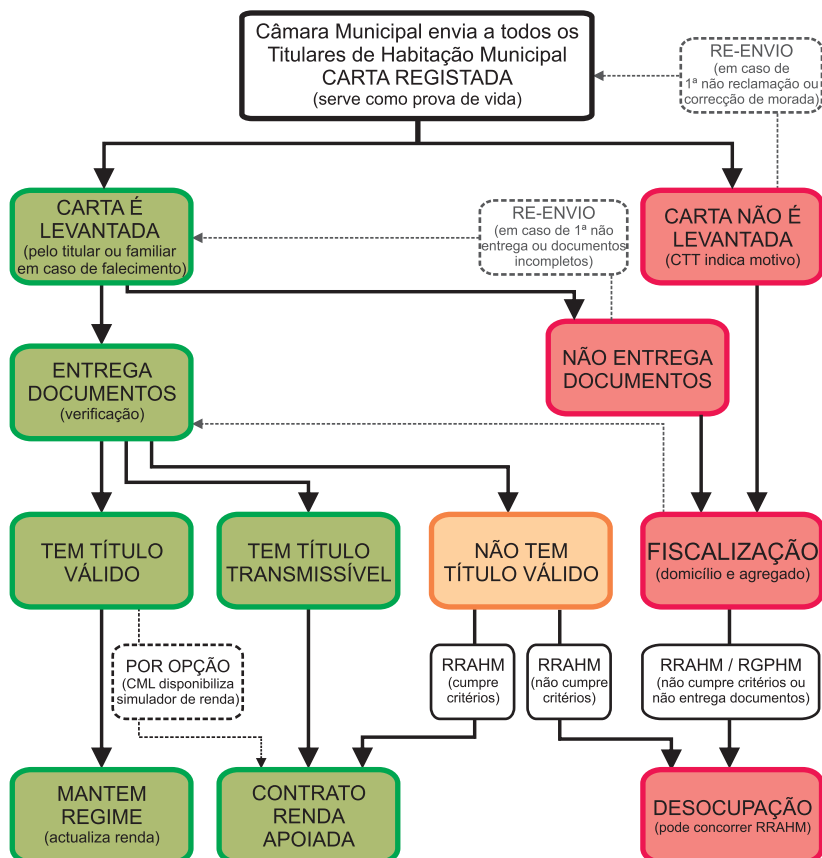 Câmara Municipal envia a todos os
Titulares de Habitação Municipal
CARTA REGISTADA
(serve como prova de vida)
RE-ENVIO
(em caso de
1ª não reclamação ou
correcção de morada)
CARTA É
LEVANTADA
(pelo titular ou familiar
em caso de falecimento)
RE-ENVIO
(em caso de 1ª não
entrega ou documentos
incompletos)
CARTA NÃO É
LEVANTADA
(CTT indica motivo)
ENTREGA
DOCUMENTOS
(verificação)
NÃO ENTREGA
DOCUMENTOS
TEM TÍTULO
VÁLIDO
TEM TÍTULO
TRANSMISSÍVEL
NÃO TEM
TÍTULO VÁLIDO
FISCALIZAÇÃO
(domicílio e agregado)
POR OPÇÃO
(CML disponibiliza
simulador de renda)
RRAHM
(cumpre
critérios)
RRAHM
(não cumpre
critérios)
RRAHM / RGPHM
(não cumpre critérios ou
não entrega documentos)
MANTEM
REGIME
(actualiza renda)
CONTRATO
RENDA
APOIADA
DESOCUPAÇÃO
(pode concorrer RRAHM)